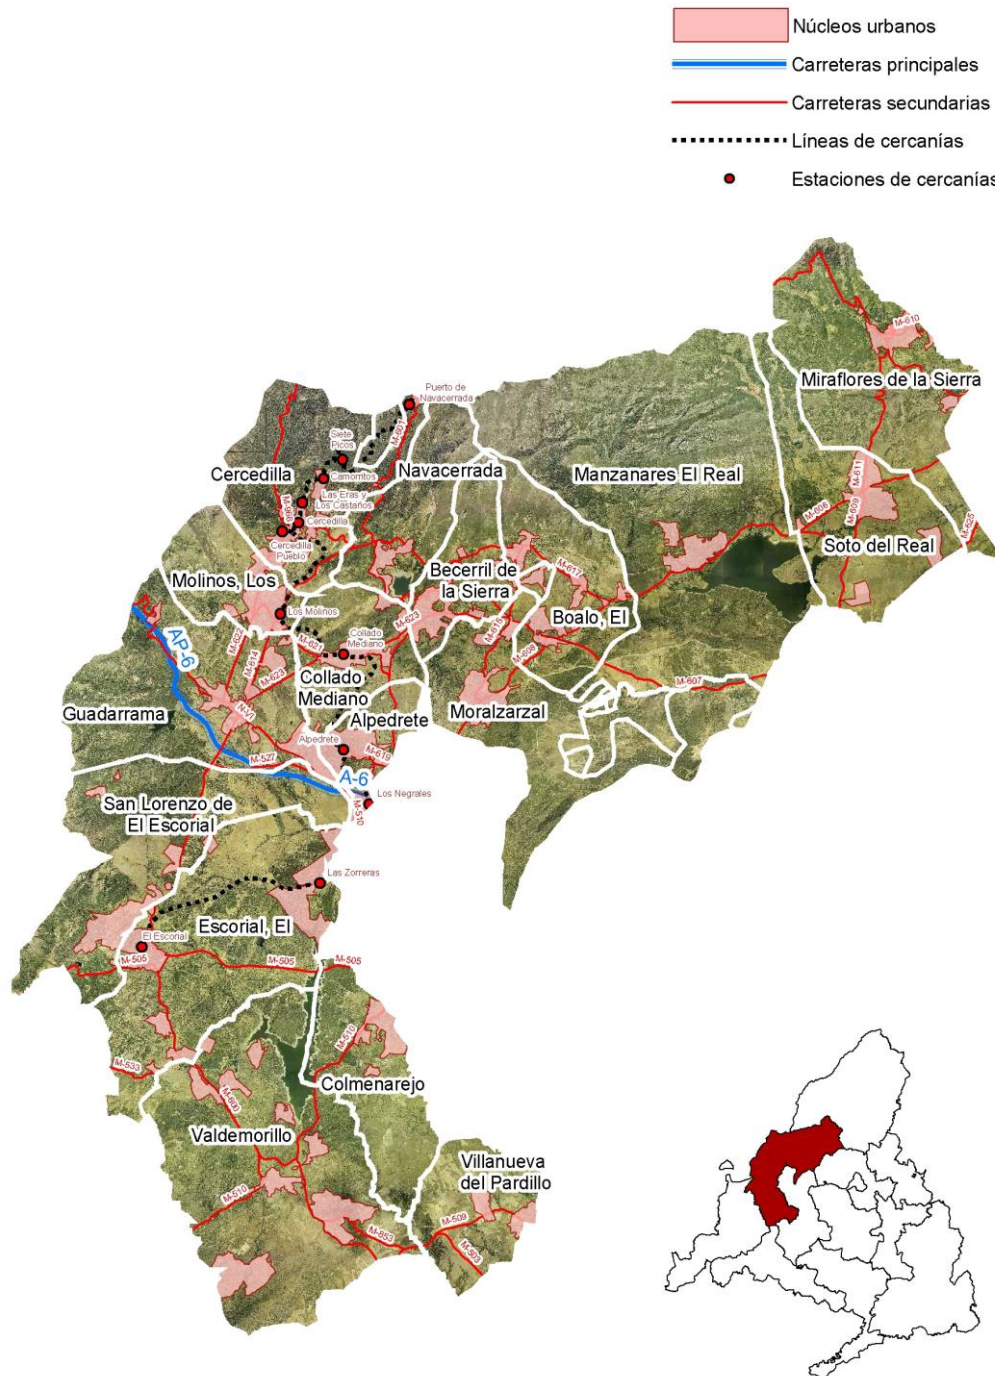 Núcleos urbanos
Carreteras principales
Carreteras secundarias
Líneas de cercanías
Estaciones de cercanías
M-610
Miraflores de la Sierra
Puerto de
Navacerrada
M-601
Siete
Picos
Camorritos
Cercedilla
Navacerrada
Manzanares El Real
M-611
Las Eras y
Los Castaños
M-966
Cercedilla
Cercedilla
Pueblo
M-608
M-609
M-625
Soto del Real
Molinos, Los
Becerril de
la Sierra
M-617
Los Molinos
Boalo, El
M-623
M-615
M-622
M-621
M-614
Collado
Mediano
M-608
AP-6
M-623
Collado
Mediano
M-607
Guadarrama
N-VI
Alpedrete
Moralzarzal
Alpedrete
M-619
M-527
A-6
Los Negrales
M-510
San Lorenzo de
El Escorial
Las Zorreras
Escorial, El
El Escorial
M-505
M-505
M-505
M-510
M-533
M-600
Colmenarejo
Valdemorillo
Villanueva
del Pardillo
M-510
M-509
M-853
M-503